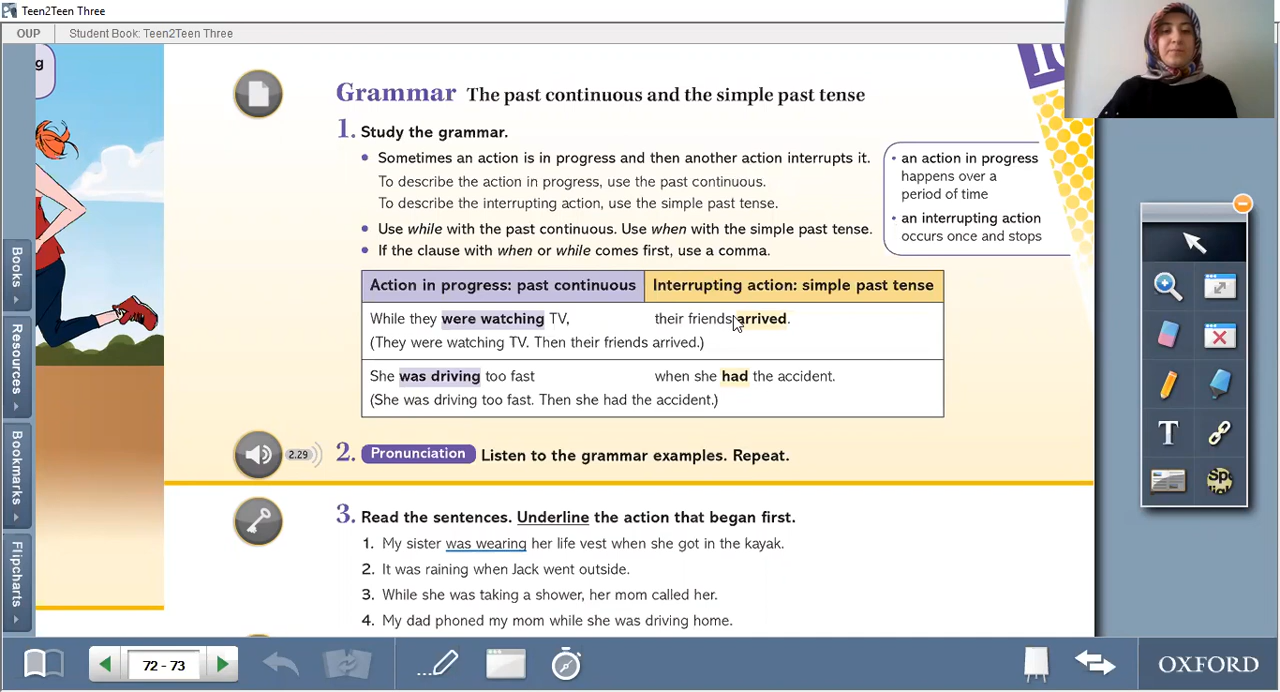 Teen2Teen Three
OUP
Student Book: Teen2Teen Three
g
10
Grammar The past continuous and the simple past tense
1. Study the grammar.
• Sometimes an action is in progress and then another action interrupts it.
To describe the action in progress, use the past continuous.
To describe the interrupting action, use the simple past tense.
• Use while with the past continuous. Use when with the simple past tense.
• If the clause with when or while comes first, use a comma.
• an action in progress
happens over a
period of time
• an interrupting action
occurs once and stops
Action in progress: past continuous Interrupting action: simple past tense
While they were watching TV, their friends arrived.
(They were watching TV. Then their friends arrived.)
She was driving too fast when she had the accident.
(She was driving too fast. Then she had the accident.)
2.29
2. Pronunciation Listen to the grammar examples. Repeat.
3. Read the sentences. Underline the action that began first.
1. My sister was wearing her life vest when she got in the kayak.
2. It was raining when Jack went outside.
3. While she was taking a shower, her mom called her.
4. My dad phoned my mom while she was driving home.
Books
Resources
Bookmarks
Flipcharts
T
72 - 73
OXFORD